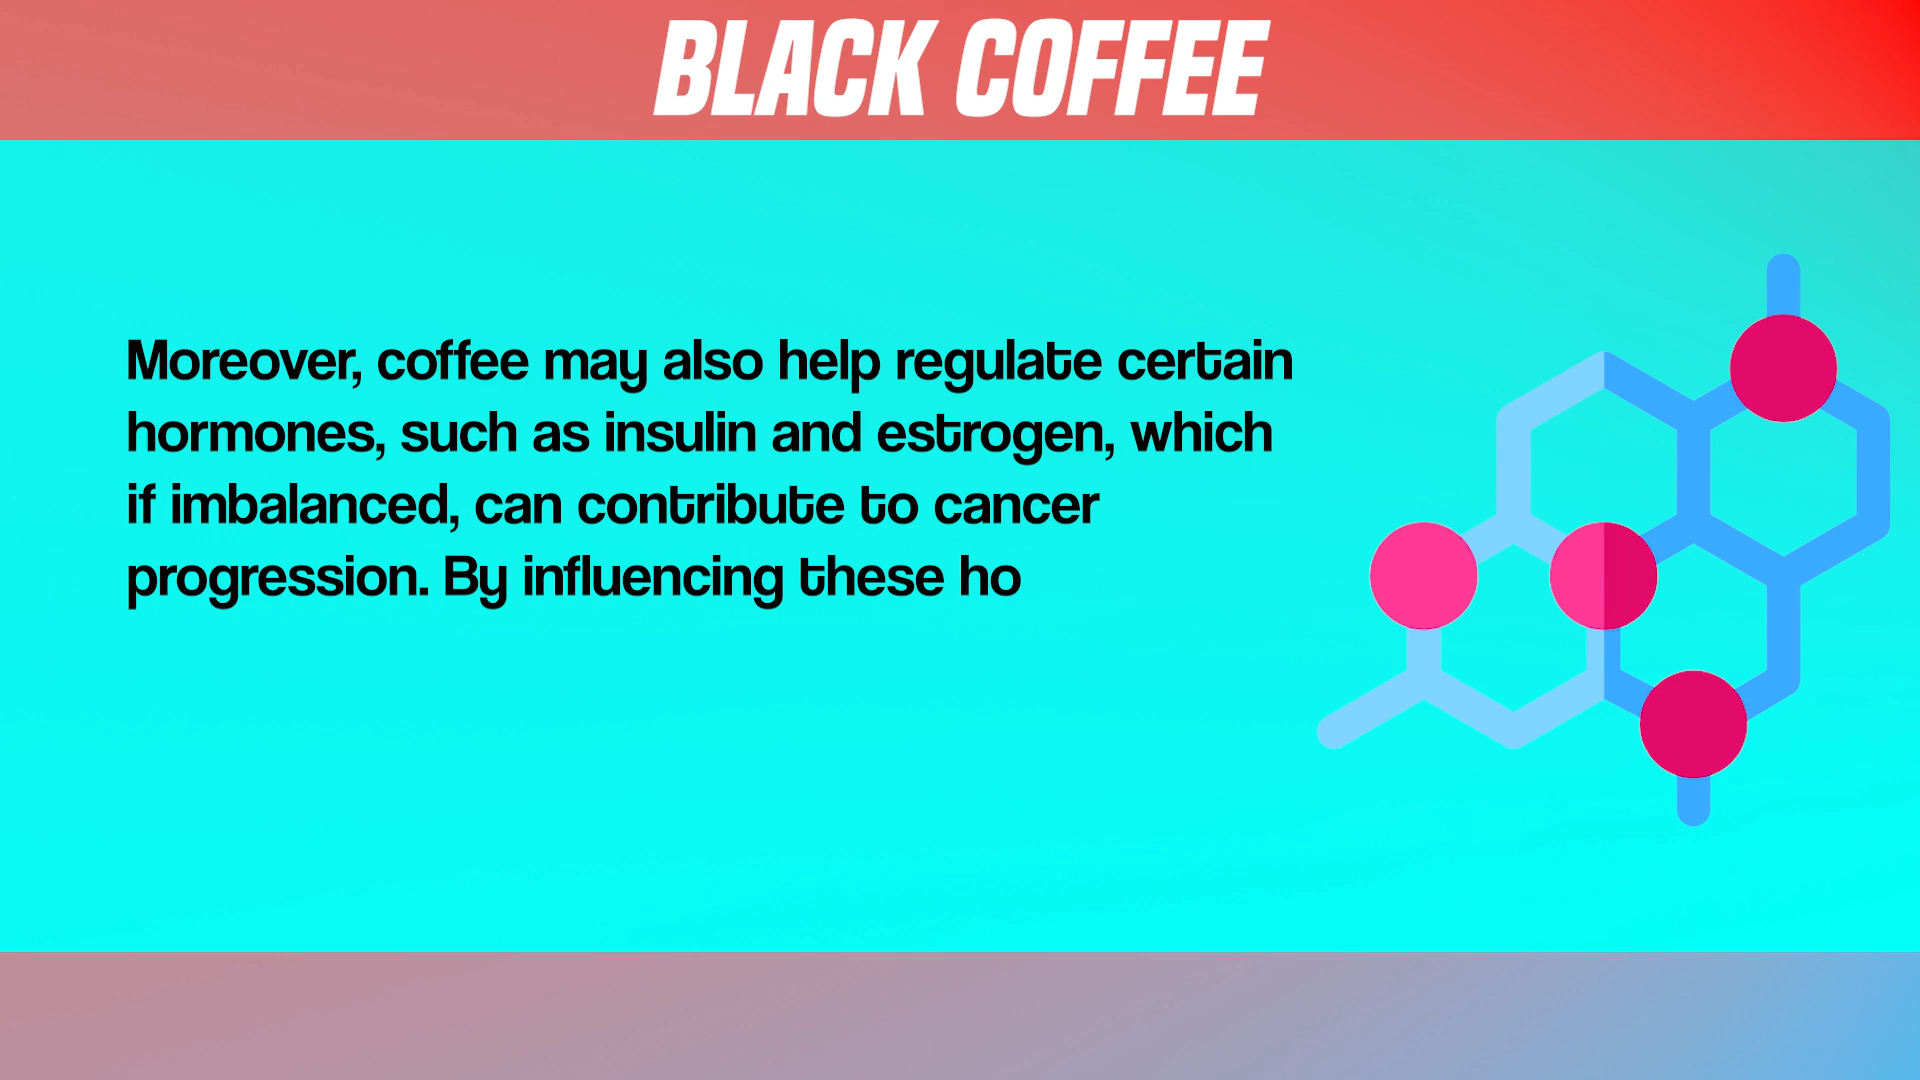 BLACK COFFEE
Moreover, coffee may also help regulate certain
hormones, such as insulin and estrogen, which
if imbalanced, can contribute to cancer
progression. By influencing these ho